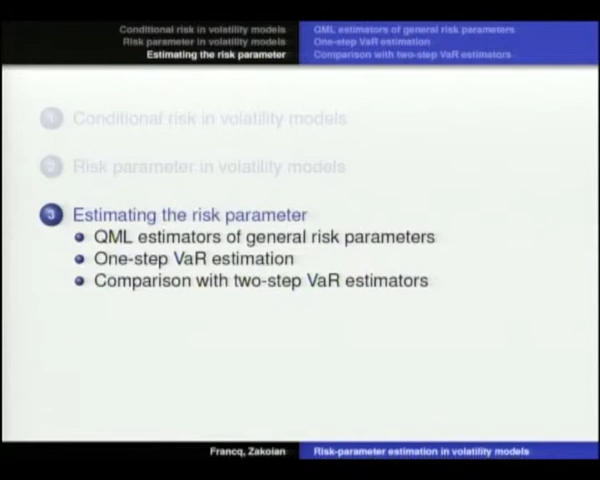 Conditional risk in volatility models
Risk parameter in volatility models
Estimating the risk parameter
QML estimators of general risk parameters
One-step VaR estimation
Comparison with two-step VaR estimators
1 Conditional risk in volatility models
2 Risk parameter in volatility models
3 Estimating the risk parameter
QML estimators of general risk parameters
One-step VaR estimation
Comparison with two-step VaR estimators
Francq, Zakoian
Risk-parameter estimation in volatility models